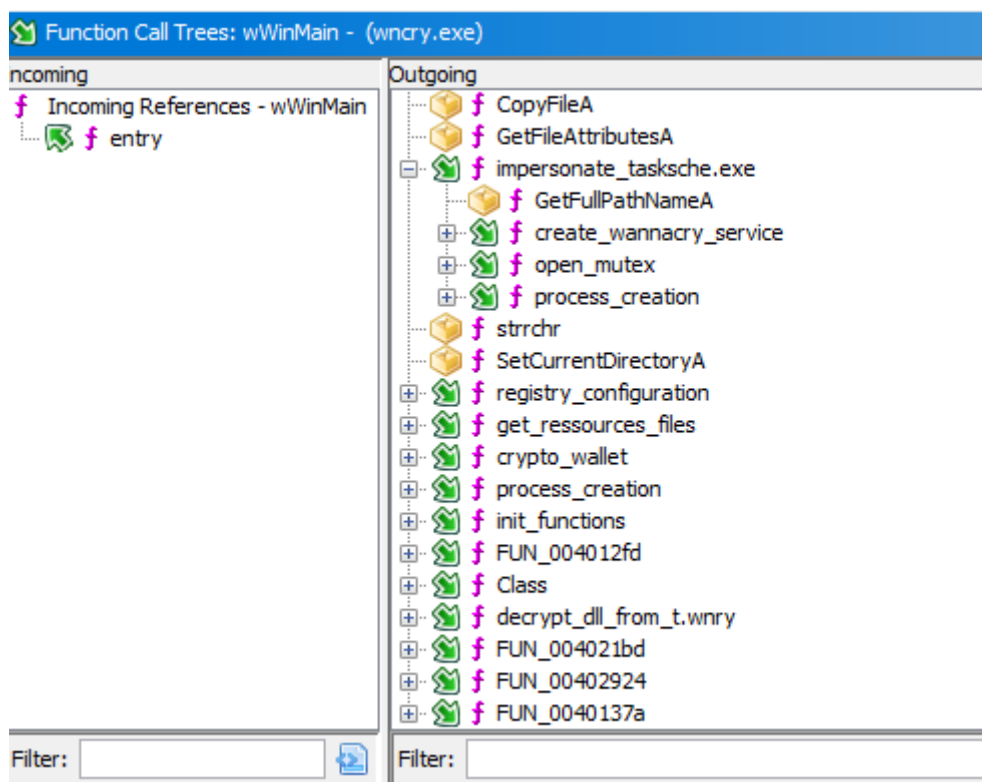 Function Call Trees: wWinMain - (wncry.exe)
ncoming
Outgoing
f Incoming References - wWinMain
f entry
f CopyFileA
f GetFileAttributesA
f impersonate_tasksche.exe
f GetFullPathNameA
f create_wannacry_service
f open_mutex
f process_creation
f strrchr
f SetCurrentDirectoryA
f registry_configuration
f get_ressources_files
f crypto_wallet
f process_creation
f init_functions
f FUN_004012fd
f Class
f decrypt_dll_from_t.wnry
f FUN_004021bd
f FUN_00402924
f FUN_0040137a
Filter:
Filter: